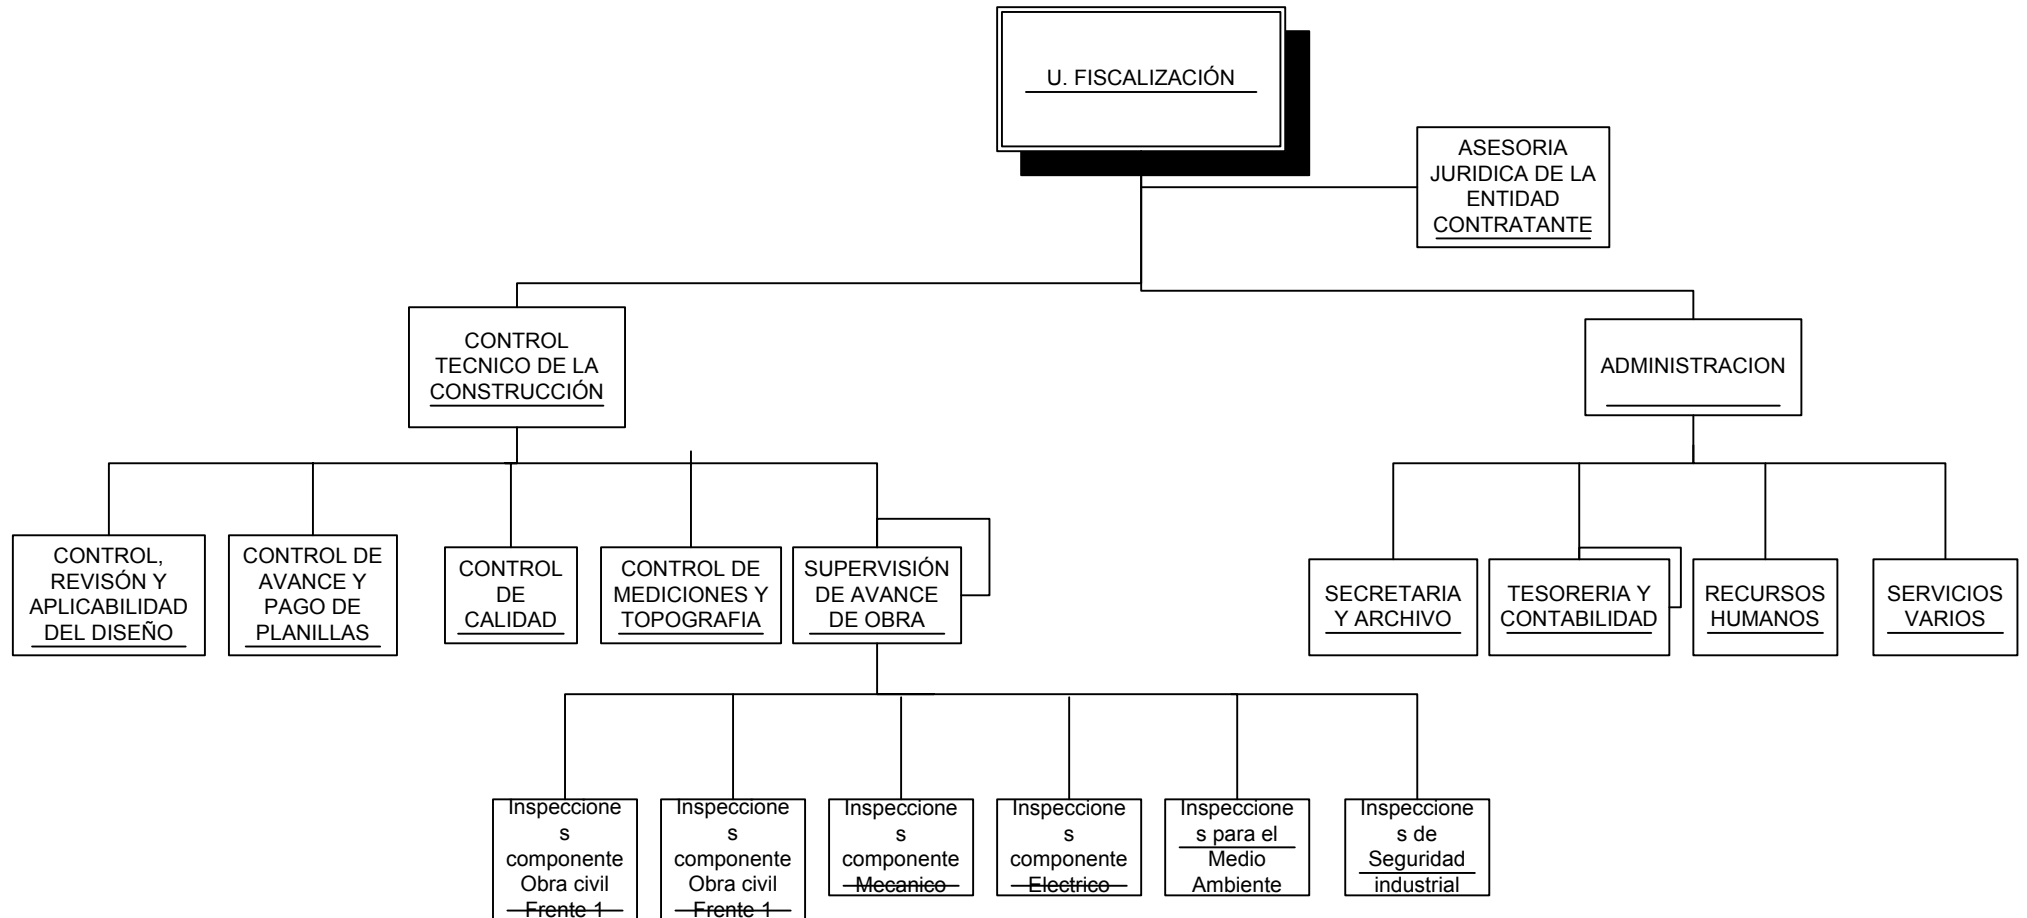 U. FISCALIZACIÓN
ASESORIA
JURIDICA DE LA
ENTIDAD
CONTRATANTE
CONTROL
TECNICO DE LA
CONSTRUCCIÓN
ADMINISTRACION
CONTROL,
REVISÓN Y
APLICABILIDAD
DEL DISEÑO
CONTROL DE
AVANCE Y
PAGO DE
PLANILLAS
CONTROL
DE
CALIDAD
CONTROL DE
MEDICIONES Y
TOPOGRAFIA
SUPERVISIÓN
DE AVANCE
DE OBRA
SECRETARIA
Y ARCHIVO
TESORERIA Y
CONTABILIDAD
RECURSOS
HUMANOS
SERVICIOS
VARIOS
Inspeccione
s
componente
Obra civil
Frente 1
Inspeccione
s
componente
Obra civil
Frente 1
Inspeccione
s
componente
Mecanico
Inspeccione
s
componente
Electrico
Inspeccione
s para el
Medio
Ambiente
Inspeccione
s de
Seguridad
industrial